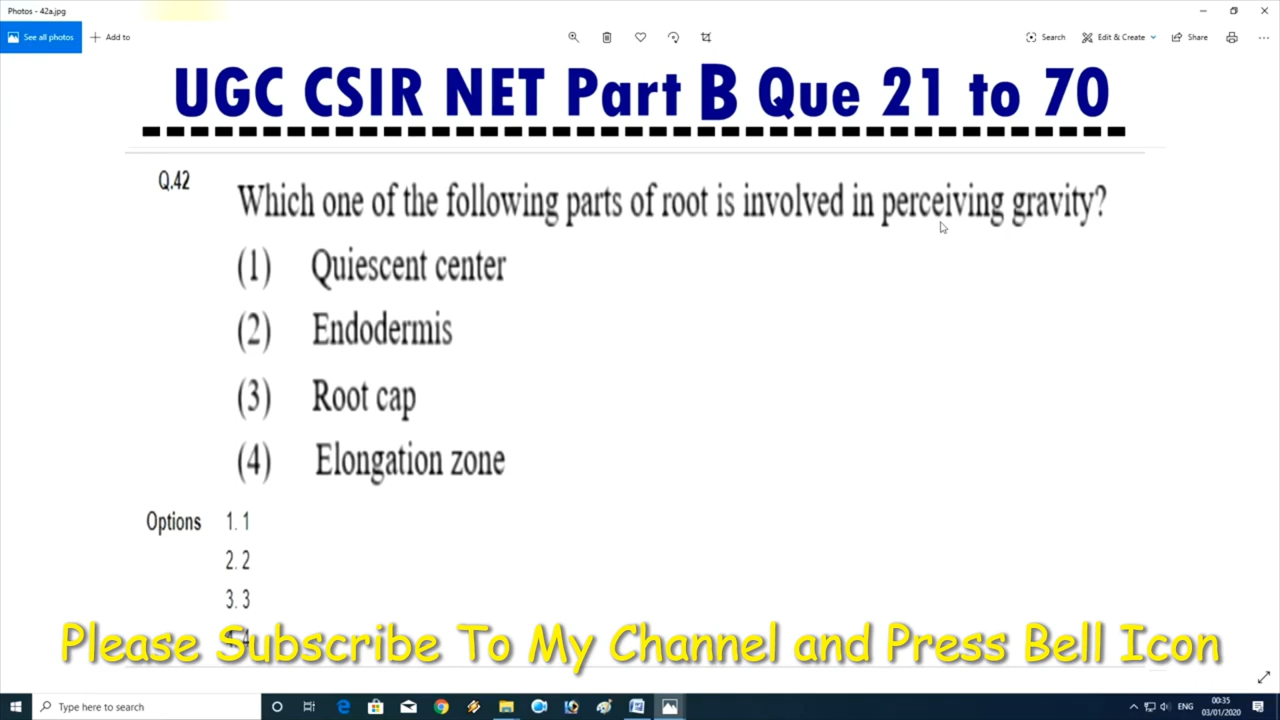 Photos - 42a.jpg
See all photos
Add to
Search
Edit & Create
Share
UGC CSIR NET Part B Que 21 to 70
Q.42
Which one of the following parts of root is involved in perceiving gravity?
(1) Quiescent center
(2) Endodermis
(3) Root cap
(4) Elongation zone
Options 1. 1
2. 2
3. 3
4. 4
Please Subscribe To My Channel and Press Bell Icon
Type here to search
ENG
00:35
03/01/2020